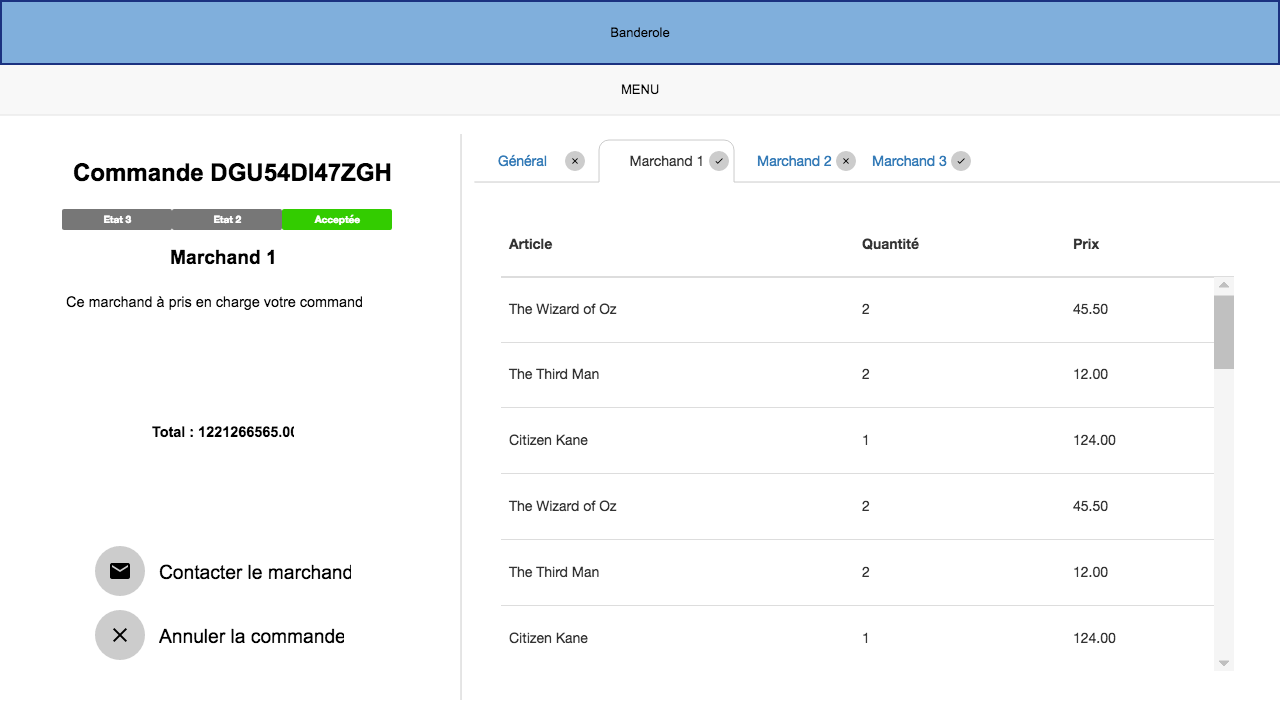 Banderole
MENU
Commande DGU54DI47ZGH
Etat 3 Etat 2 Acceptée
Marchand 1
Ce marchand à pris en charge votre command
Total : 1221266565.00
Contacter le marchand
Annuler la commande
Général Marchand 1 Marchand 2 Marchand 3
Article Quantité Prix
The Wizard of Oz 2 45.50
The Third Man 2 12.00
Citizen Kane 1 124.00
The Wizard of Oz 2 45.50
The Third Man 2 12.00
Citizen Kane 1 124.00